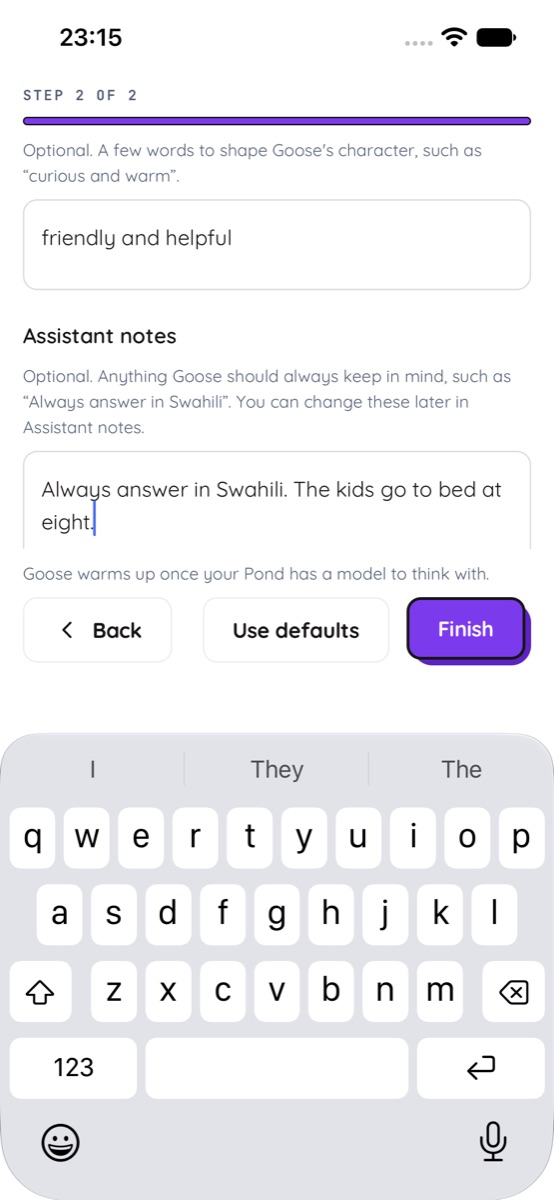 23:15
STEP 2 OF 2
Optional. A few words to shape Goose's character, such as
“curious and warm”.
friendly and helpful
Assistant notes
Optional. Anything Goose should always keep in mind, such as
“Always answer in Swahili”. You can change these later in
Assistant notes.
Always answer in Swahili. The kids go to bed at
eight.
Goose warms up once your Pond has a model to think with.
Back Use defaults Finish
I They The
q w e r t y u i o p
a s d f g h j k l
z x c v b n m
123